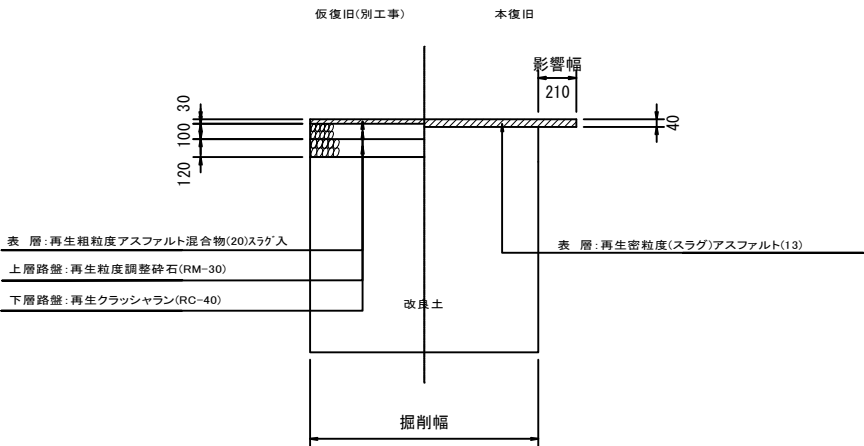 仮復旧(別工事)
本復旧
影響幅
210
30
100
120
40
表 層:再生粗粒度アスファルト混合物(20)スラグ入
表 層:再生密粒度(スラグ)アスファルト(13)
上層路盤:再生粒度調整砕石(RM-30)
下層路盤:再生クラッシャラン(RC-40)
改良土
掘削幅